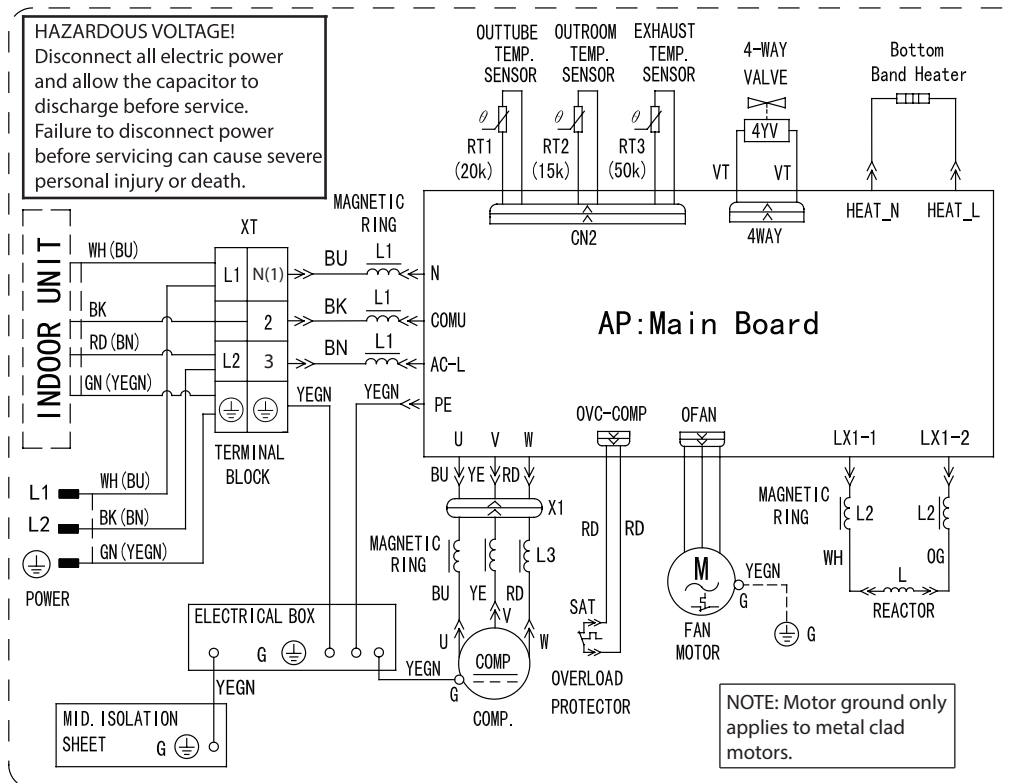 HAZARDOUS VOLTAGE!
Disconnect all electric power
and allow the capacitor to
discharge before service.
Failure to disconnect power
before servicing can cause severe
personal injury or death.
OUTTUBE
TEMP.
SENSOR
OUTROOM
TEMP.
SENSOR
EXHAUST
TEMP.
SENSOR
4-WAY
VALVE
Bottom
Band Heater
θ
RT1
(20k)
θ
RT2
(15k)
θ
RT3
(50k)
4YV
VT
VT
CN2
4WAY
HEAT_N
HEAT_L
MAGNETIC
RING
INDOOR UNIT
WH(BU)
BK
RD(BN)
GN(YEGN)
XT
L1
N(1)
2
L2
3
TERMINAL
BLOCK
BU
L1
N
BK
L1
COMU
BN
L1
AC-L
YEGN
YEGN
PE
AP:Main Board
U
V
W
OVC-COMP
OFAN
LX1-1
LX1-2
L1
WH(BU)
L2
BK(BN)
GN(YEGN)
POWER
BU
YE
RD
X1
MAGNETIC
RING
L3
BU
YE
RD
U
V
W
COMP
COMP.
G
YEGN
RD
RD
SAT
OVERLOAD
PROTECTOR
M
FAN
MOTOR
YEGN
G
G
MAGNETIC
RING
L2
L2
WH
OG
L
REACTOR
ELECTRICAL BOX
G
YEGN
MID. ISOLATION
SHEET
G
NOTE: Motor ground only
applies to metal clad
motors.